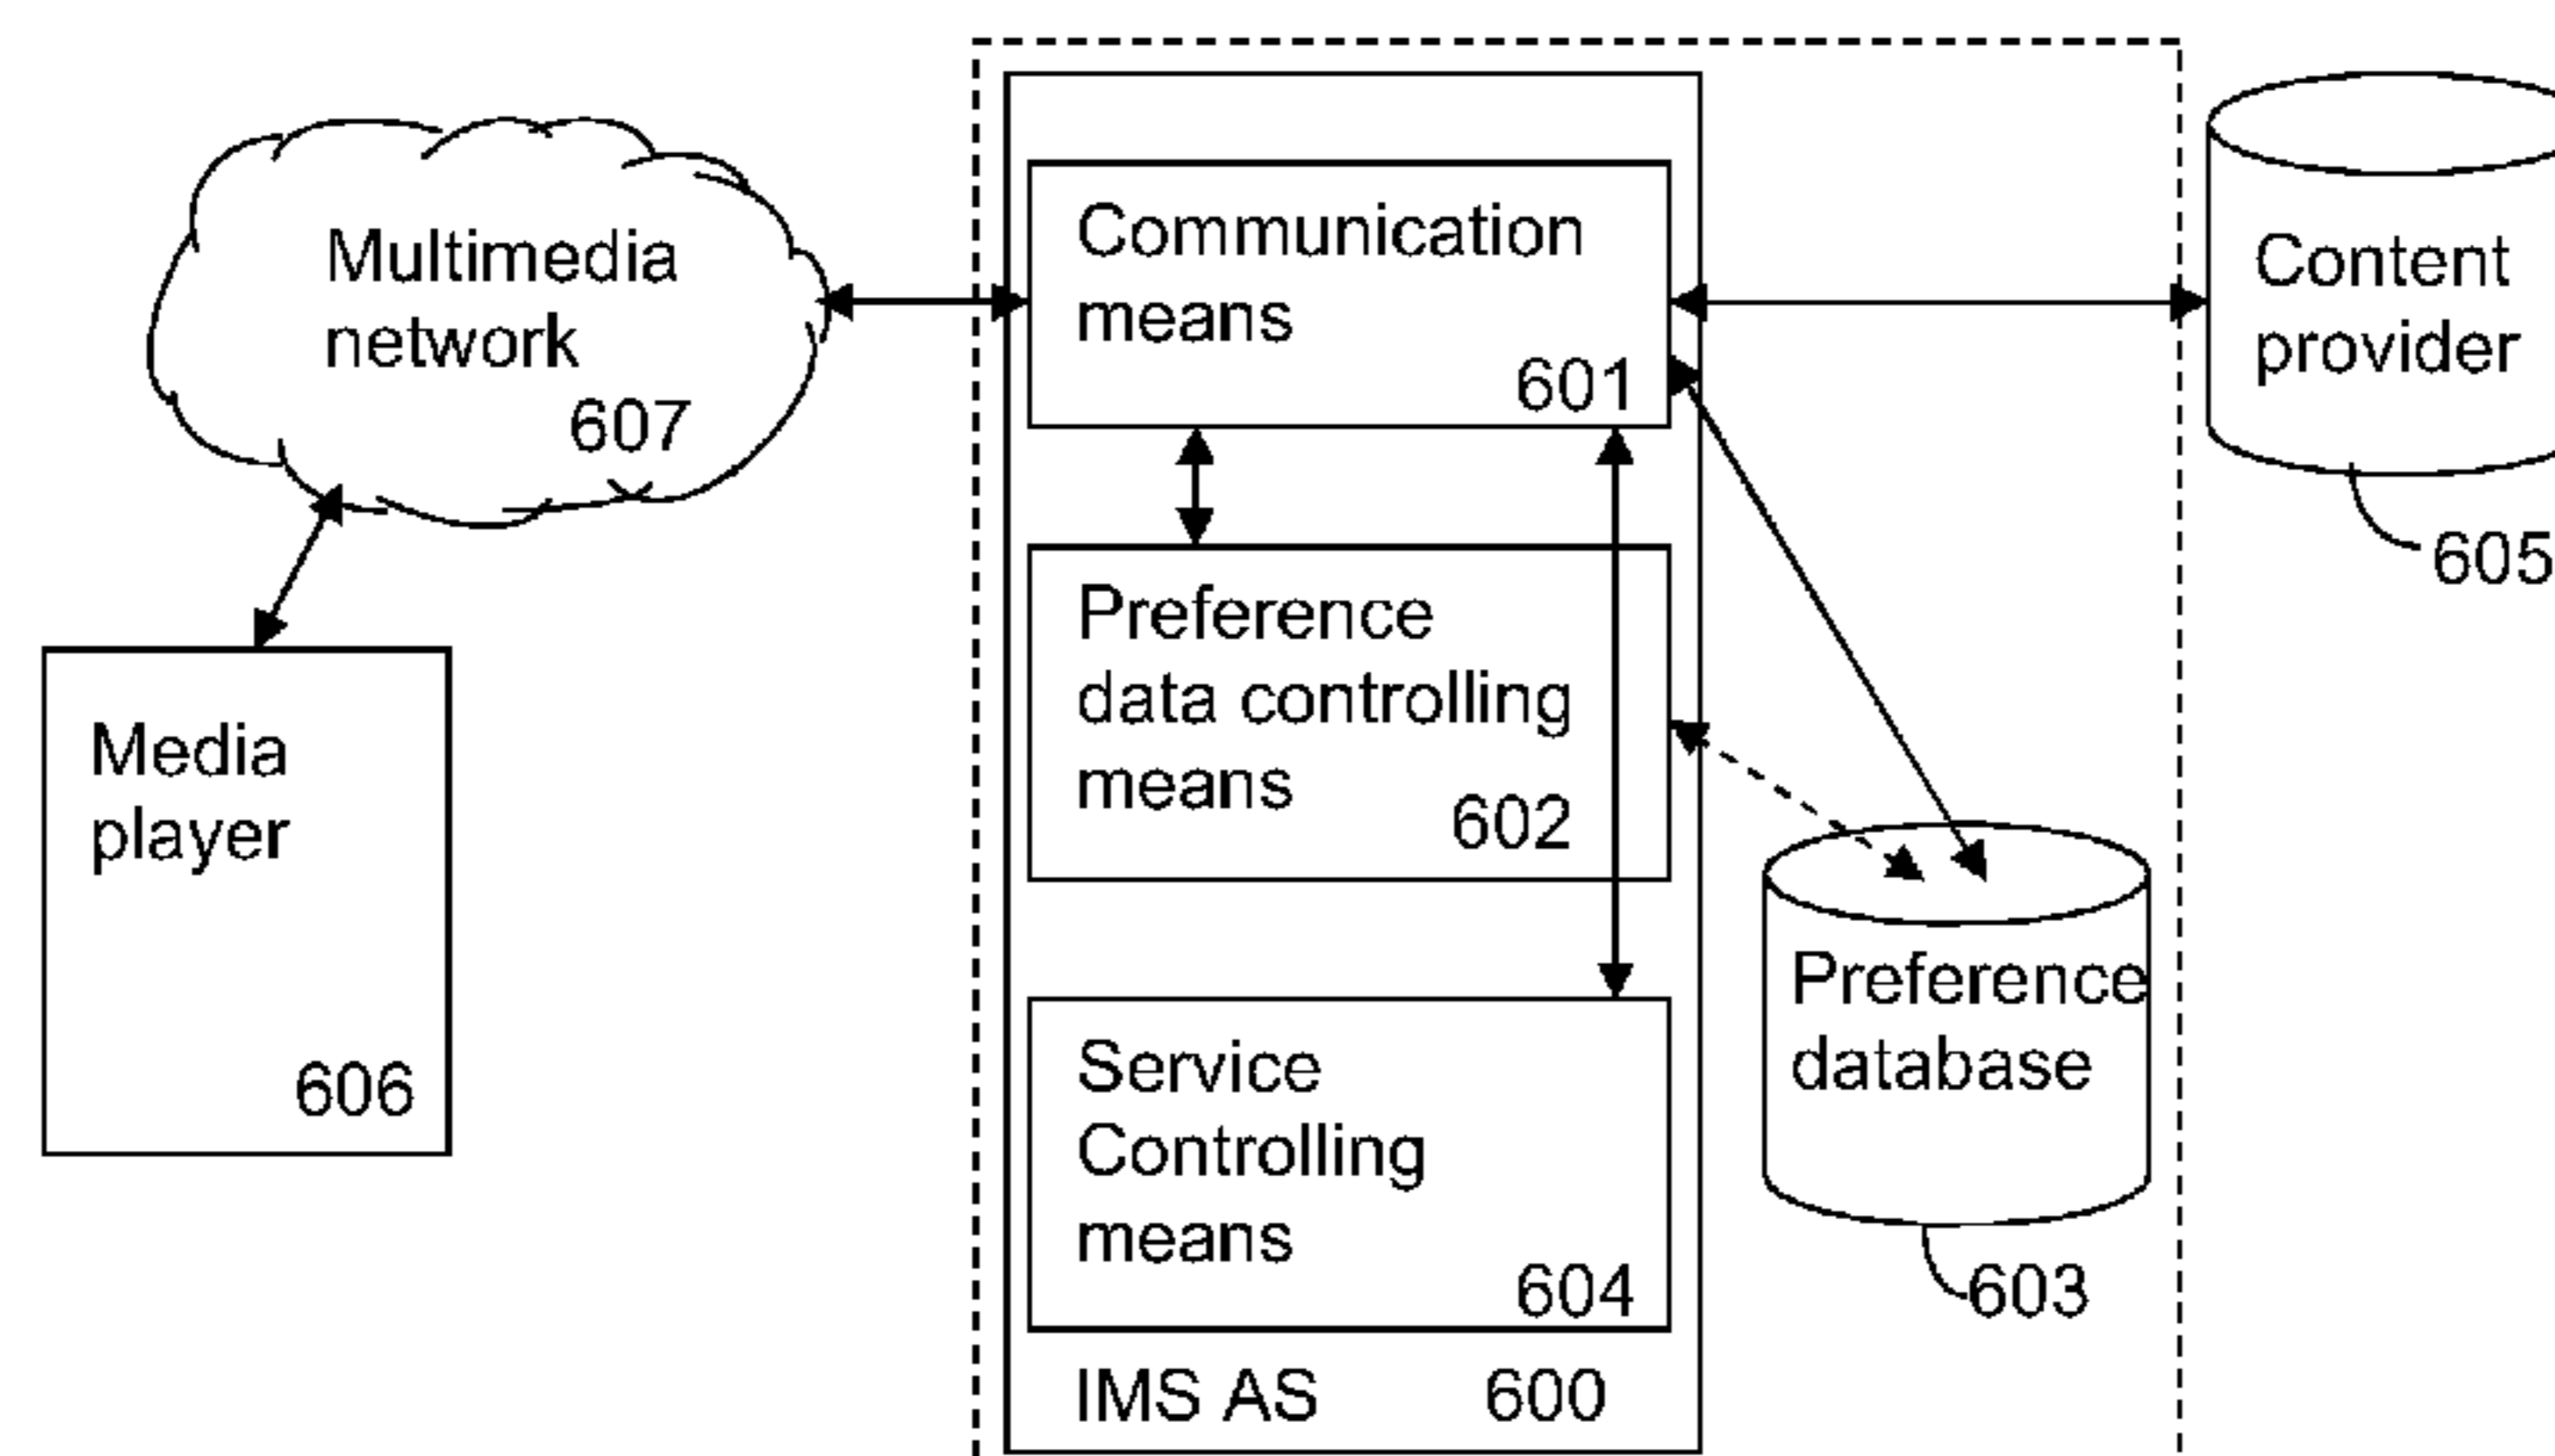 Multimedia
network
607
Media
player
606
Communication
means
601
Preference
data controlling
means
602
Service
Controlling
means
604
IMS AS 600
Preference
database
603
Content
provider
605